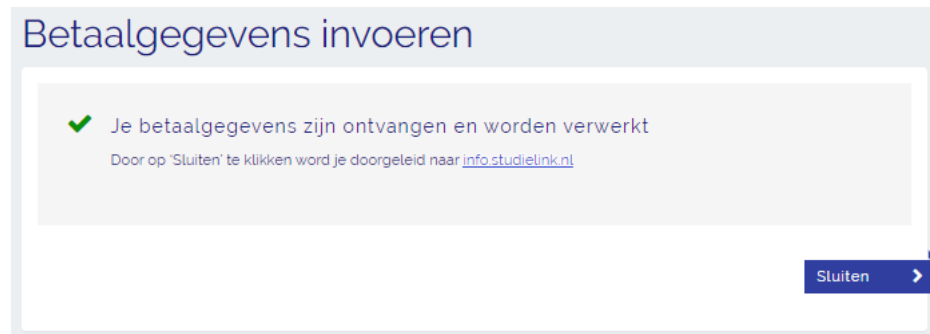 Betaalgegevens invoeren
Je betaalgegevens zijn ontvangen en worden verwerkt
Door op 'Sluiten' te klikken word je doorgeleid naar info.studielink.nl
Sluiten